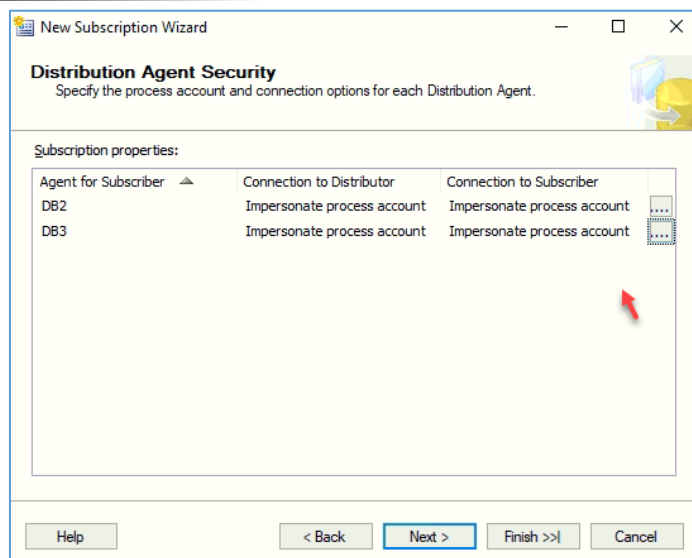 New Subscription Wizard
Distribution Agent Security
Specify the process account and connection options for each Distribution Agent.
Subscription properties:
Agent for Subscriber Connection to Distributor Connection to Subscriber
DB2 Impersonate process account Impersonate process account ....
DB3 Impersonate process account Impersonate process account ....
Help < Back Next > Finish >>| Cancel